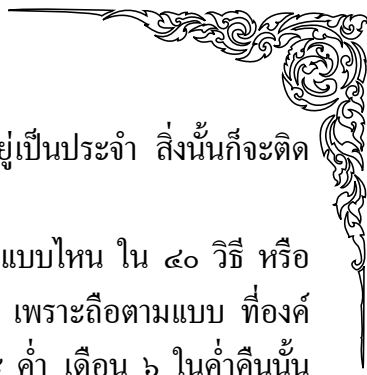 อยู่เป็นประจำ สิ่งนั้นก็จะติด
แบบไหน ใน ๔๐ วิธี หรือ
เพราะถือตามแบบ ที่องค์
ค่ำ เดือน ๖ ในค่ำคืนนั้น